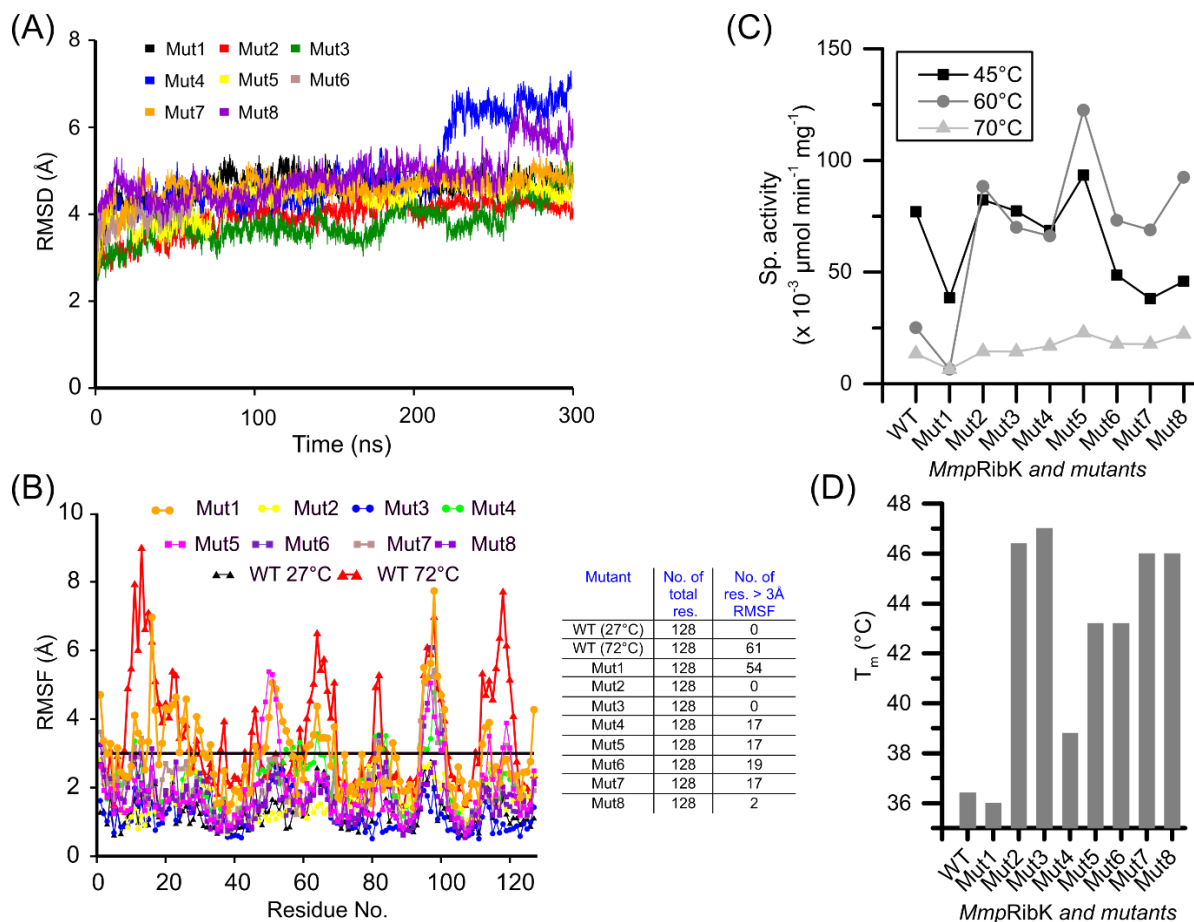 (A)
8
6
4
2
0
RMSD (Å)
Mut1 Mut2 Mut3
Mut4 Mut5 Mut6
Mut7 Mut8
0 100 200 300
Time (ns)
(B)
10
8
6
4
2
0
RMSF (Å)
Mut1 Mut2 Mut3 Mut4
Mut5 Mut6 Mut7 Mut8
WT 27°C WT 72°C
0 20 40 60 80 100 120
Residue No.
Mutant No. of total res. No. of res. > 3Å RMSF
WT (27°C) 128 0
WT (72°C) 128 61
Mut1 128 54
Mut2 128 0
Mut3 128 0
Mut4 128 17
Mut5 128 17
Mut6 128 19
Mut7 128 17
Mut8 128 2
(C)
150
100
50
0
Sp. activity
(x 10⁻³ µmol min⁻¹ mg⁻¹)
45°C
60°C
70°C
WT Mut1 Mut2 Mut3 Mut4 Mut5 Mut6 Mut7 Mut8
MmpRibK and mutants
(D)
48
46
44
42
40
38
36
Tm (°C)
WT Mut1 Mut2 Mut3 Mut4 Mut5 Mut6 Mut7 Mut8
MmpRibK and mutants